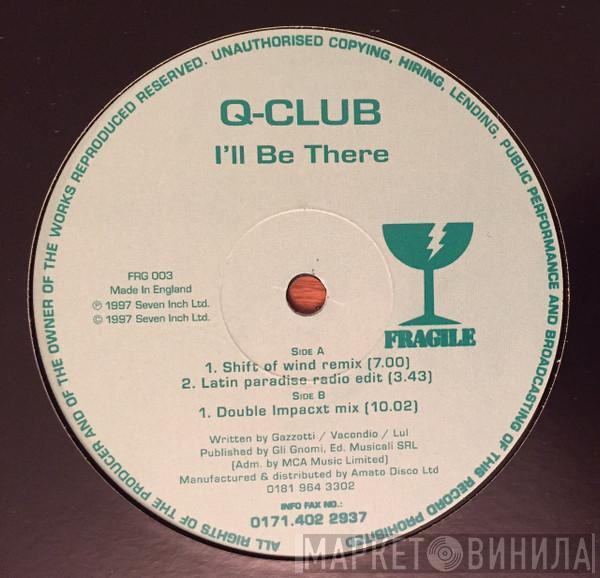 ALL RIGHTS OF THE PRODUCER AND OF THE OWNER OF THE WORKS REPRODUCED RESERVED. UNAUTHORISED COPYING, HIRING, LENDING, PUBLIC PERFORMANCE AND BROADCASTING OF THIS RECORD PROHIBITED
Q-CLUB
I'll Be There
FRG 003
Made In England
℗ 1997 Seven Inch Ltd.
© 1997 Seven Inch Ltd.
FRAGILE
SIDE A
1. Shift of wind remix (7.00)
2. Latin paradise radio edit (3.43)
SIDE B
1. Double Impacxt mix (10.02)
Written by Gazzotti / Vacondio / Lul
Published by Gli Gnomi, Ed. Musicali SRL
(Adm. by MCA Music Limited)
Manufactured & distributed by Amato Disco Ltd
0181 964 3302
INFO FAX NO.:
0171.402 2937
МАРКЕТ ВИНИЛА